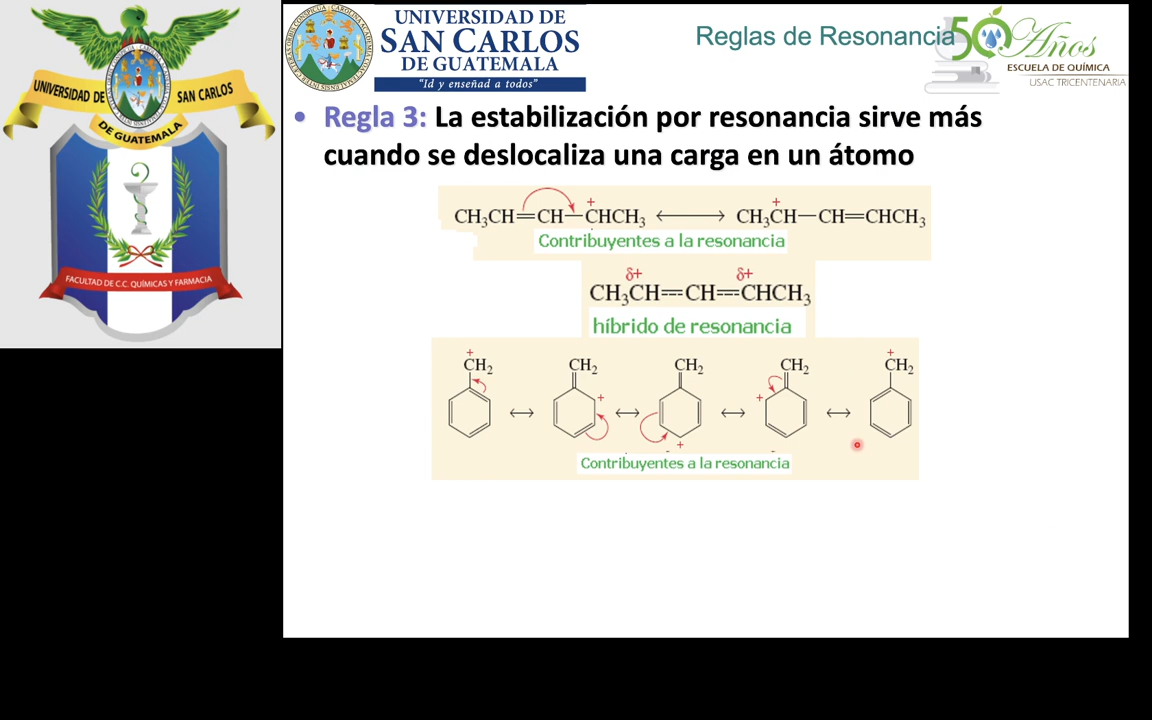 UNIVERSIDAD DE SAN CARLOS
DE GUATEMALA
FACULTAD DE C.C. QUÍMICAS Y FARMACIA
UNIVERSIDAD DE
SAN CARLOS
DE GUATEMALA
"Id y enseñad a todos"
Reglas de Resonancia
50 Años
ESCUELA DE QUÍMICA
USAC TRICENTENARIA
• Regla 3: La estabilización por resonancia sirve más
cuando se deslocaliza una carga en un átomo
CH₃CH=CH—C⁺HCH₃ ⟷ CH₃C⁺H—CH=CHCH₃
Contribuyentes a la resonancia
δ+ δ+
CH₃CH==CH==CHCH₃
híbrido de resonancia
+ +
CH₂ CH₂ CH₂ CH₂ CH₂
+ +
+
Contribuyentes a la resonancia